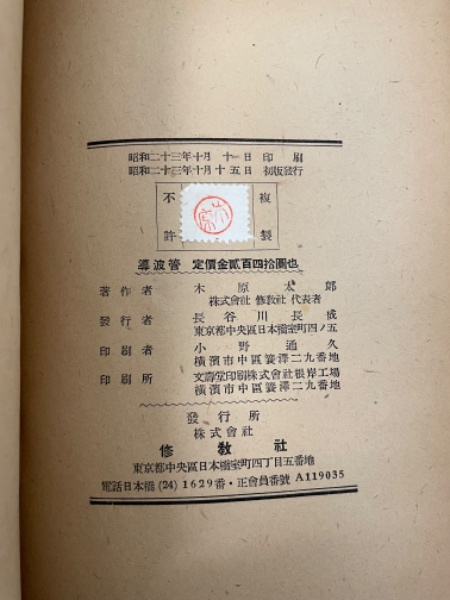 昭和二十三年十月 十一日 印 刷
昭和二十三年十月十五日 初版發行
不 複
許 製
導波管 定價金貳百四拾圓也
著作者 木原太郎
株式會社 修敎社 代表者
發行者 長谷川長成
東京都中央區日本橋室町四ノ五
印刷者 小野通久
橫濱市中區簑澤二九番地
印刷所 文壽堂印刷株式會社根岸工場
橫濱市中區簑澤二九番地
發行所
株式會社
修敎社
東京都中央區日本橋室町四丁目五番地
電話日本橋(24)1629番・正會員番號 A119035